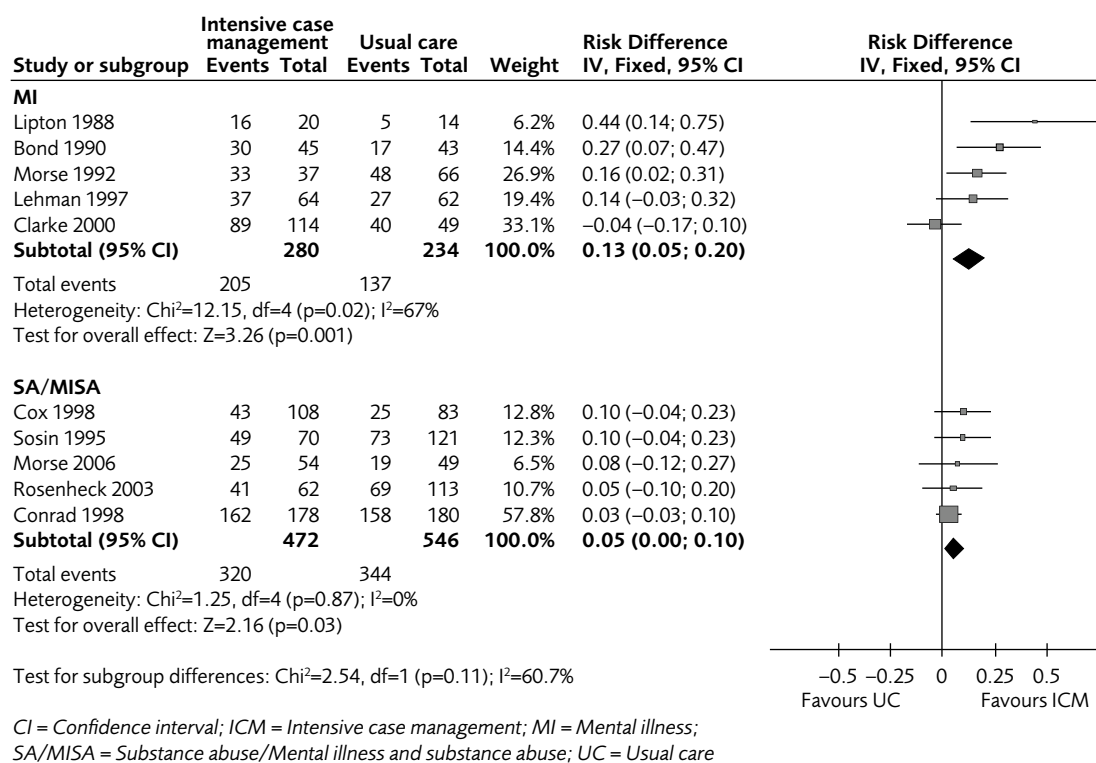 Intensive case
management Usual care Risk Difference Risk Difference
Study or subgroup Events Total Events Total Weight IV, Fixed, 95% CI IV, Fixed, 95% CI
MI
Lipton 1988 16 20 5 14 6.2% 0.44 (0.14; 0.75)
Bond 1990 30 45 17 43 14.4% 0.27 (0.07; 0.47)
Morse 1992 33 37 48 66 26.9% 0.16 (0.02; 0.31)
Lehman 1997 37 64 27 62 19.4% 0.14 (–0.03; 0.32)
Clarke 2000 89 114 40 49 33.1% –0.04 (–0.17; 0.10)
Subtotal (95% CI) 280 234 100.0% 0.13 (0.05; 0.20)
Total events 205 137
Heterogeneity: Chi²=12.15, df=4 (p=0.02); I²=67%
Test for overall effect: Z=3.26 (p=0.001)
SA/MISA
Cox 1998 43 108 25 83 12.8% 0.10 (–0.04; 0.23)
Sosin 1995 49 70 73 121 12.3% 0.10 (–0.04; 0.23)
Morse 2006 25 54 19 49 6.5% 0.08 (–0.12; 0.27)
Rosenheck 2003 41 62 69 113 10.7% 0.05 (–0.10; 0.20)
Conrad 1998 162 178 158 180 57.8% 0.03 (–0.03; 0.10)
Subtotal (95% CI) 472 546 100.0% 0.05 (0.00; 0.10)
Total events 320 344
Heterogeneity: Chi²=1.25, df=4 (p=0.87); I²=0%
Test for overall effect: Z=2.16 (p=0.03)
Test for subgroup differences: Chi²=2.54, df=1 (p=0.11); I²=60.7%
–0.5 –0.25 0 0.25 0.5
Favours UC Favours ICM
CI = Confidence interval; ICM = Intensive case management; MI = Mental illness;
SA/MISA = Substance abuse/Mental illness and substance abuse; UC = Usual care